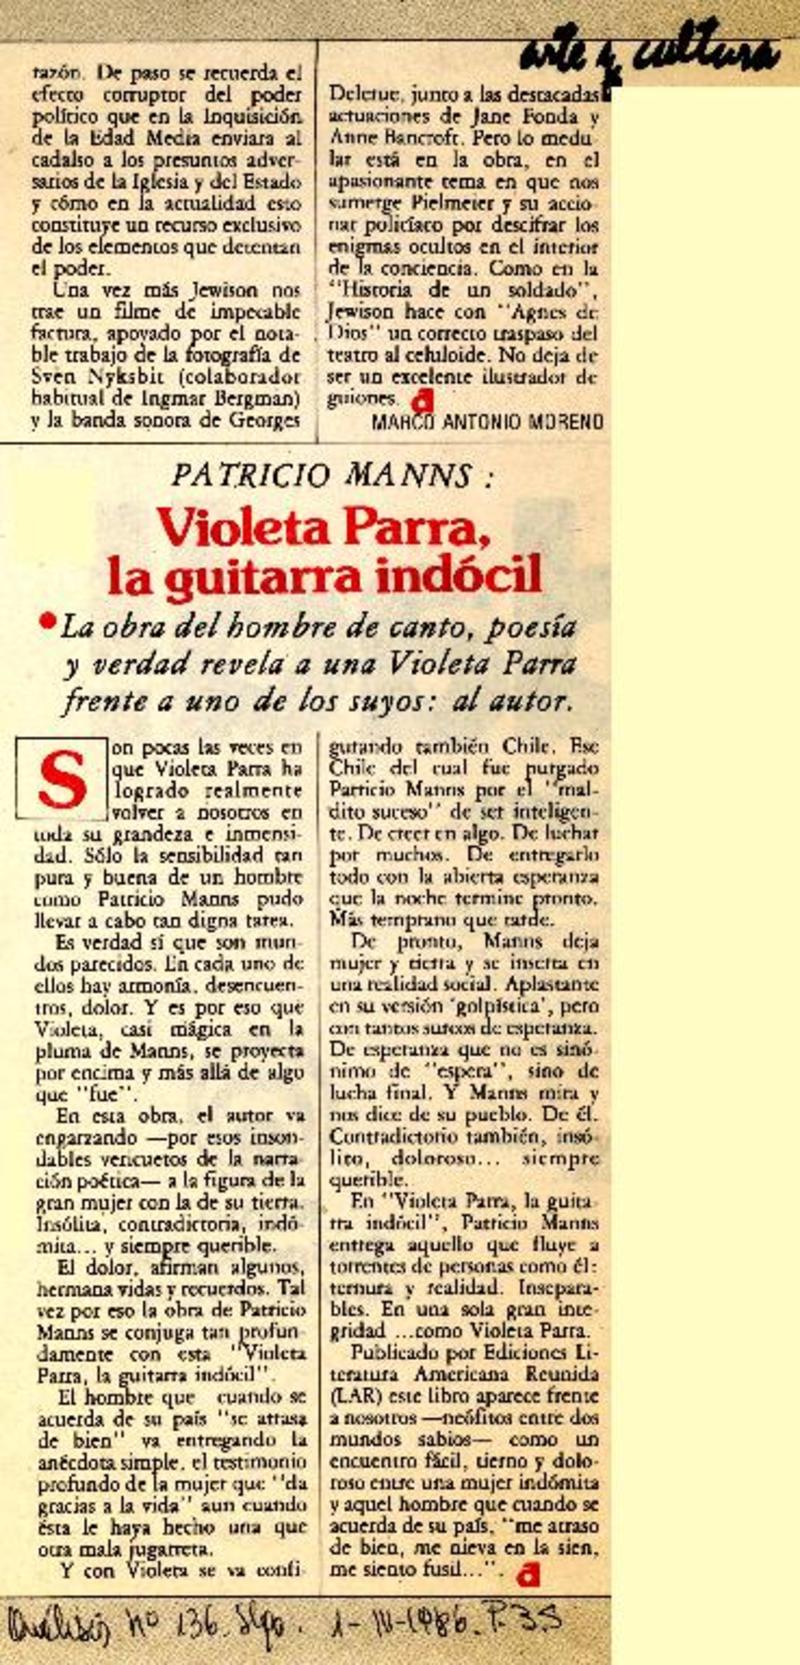 arte y cultura
razón. De paso se recuerda el
efecto corruptor del poder
político que en la Inquisición
de la Edad Media enviara al
cadalso a los presuntos adver-
sarios de la Iglesia y del Estado
y cómo en la actualidad esto
constituye un recurso exclusivo
de los elementos que detentan
el poder.
Una vez más Jewison nos
trae un filme de impecable
factura, apoyado por el nota-
ble trabajo de la fotografía de
Sven Nyksbit (colaborador
habitual de Ingmar Bergman)
y la banda sonora de Georges
Delerue, junto a las destacadas
actuaciones de Jane Fonda y
Anne Bancroft. Pero lo medu-
lar está en la obra, en el
apasionante tema en que nos
sumerge Pielmeier y su accio-
nar policíaco por descifrar los
enigmas ocultos en el interior
de la conciencia. Como en la
"Historia de un soldado",
Jewison hace con "Agnes de
Dios" un correcto traspaso del
teatro al celuloide. No deja de
ser un excelente ilustrador de
guiones. a
MARCO ANTONIO MORENO
PATRICIO MANNS :
Violeta Parra,
la guitarra indócil
• La obra del hombre de canto, poesía
y verdad revela a una Violeta Parra
frente a uno de los suyos: al autor.
Son pocas las veces en
que Violeta Parra ha
logrado realmente
volver a nosotros en
toda su grandeza e inmensi-
dad. Sólo la sensibilidad tan
pura y buena de un hombre
como Patricio Manns pudo
llevar a cabo tan digna tarea.
Es verdad sí que son mun-
dos parecidos. En cada uno de
ellos hay armonía, desencuen-
tros, dolor. Y es por eso que
Violeta, casi mágica en la
pluma de Manns, se proyecta
por encima y más allá de algo
que "fue".
En esta obra, el autor va
engarzando —por esos inson-
dables vericuetos de la narra-
ción poética— a la figura de la
gran mujer con la de su tierra.
Insólita, contradictoria, indó-
mita... y siempre querible.
El dolor, afirman algunos,
hermana vidas y recuerdos. Tal
vez por eso la obra de Patricio
Manns se conjuga tan profun-
damente con esta "Violeta
Parra, la guitarra indócil".
El hombre que cuando se
acuerda de su país "se atrasa
de bien" va entregando la
anécdota simple, el testimonio
profundo de la mujer que "da
gracias a la vida" aun cuando
ésta le haya hecho una que
otra mala jugarreta.
Y con Violeta se va confi-
gurando también Chile. Ese
Chile del cual fue purgado
Patricio Manns por el "mal-
dito suceso" de ser inteligen-
te. De creer en algo. De luchar
por muchos. De entregarlo
todo con la abierta esperanza
que la noche termine pronto.
Más temprano que tarde.
De pronto, Manns deja
mujer y tierra y se inserta en
una realidad social. Aplastante
en su versión 'golpística', pero
con tantos surcos de esperanza.
De esperanza que no es sinó-
nimo de "espera", sino de
lucha final. Y Manns mira y
nos dice de su pueblo. De él.
Contradictorio también, insó-
lito, doloroso... siempre
querible.
En "Violeta Parra, la guita-
rra indócil", Patricio Manns
entrega aquello que fluye a
torrentes de personas como él:
ternura y realidad. Insepara-
bles. En una sola gran inte-
gridad ...como Violeta Parra.
Publicado por Ediciones Li-
teratura Americana Reunida
(LAR) este libro aparece frente
a nosotros —neófitos entre dos
mundos sabios— como un
encuentro fácil, tierno y dolo-
roso entre una mujer indómita
y aquel hombre que cuando se
acuerda de su país, "me atraso
de bien, me nieva en la sien,
me siento fusil...". a
Análisis nº 136. Stgo. 1-III-1986. P. 35